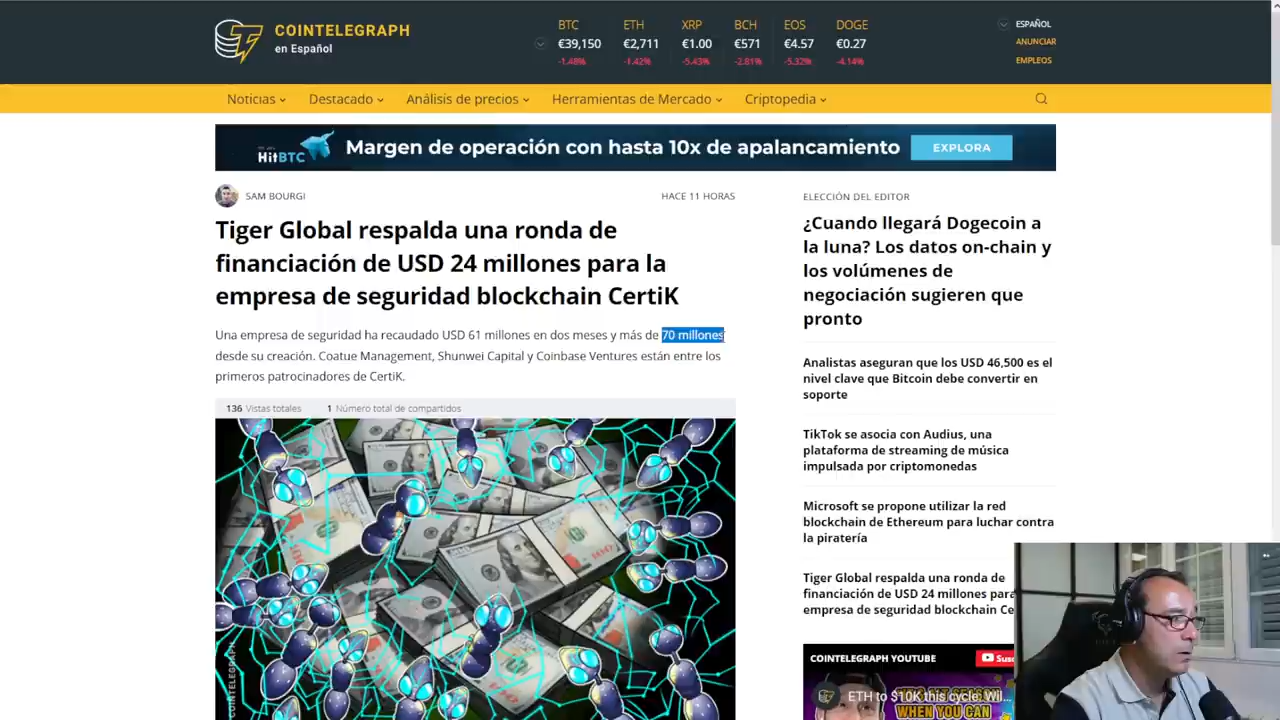 COINTELEGRAPH
en Español
BTC ETH XRP BCH EOS DOGE
€39,150 €2,711 €1.00 €571 €4.57 €0.27
-1.48% -1.42% -5.43% -2.81% -5.32% -4.14%
ESPAÑOL
ANUNCIAR
EMPLEOS
Noticias Destacado Análisis de precios Herramientas de Mercado Criptopedia
HitBTC Margen de operación con hasta 10x de apalancamiento EXPLORA
SAM BOURGI HACE 11 HORAS
Tiger Global respalda una ronda de
financiación de USD 24 millones para la
empresa de seguridad blockchain CertiK
Una empresa de seguridad ha recaudado USD 61 millones en dos meses y más de 70 millones
desde su creación. Coatue Management, Shunwei Capital y Coinbase Ventures están entre los
primeros patrocinadores de CertiK.
136 Vistas totales 1 Número total de compartidos
COINTELEGRAPH
ELECCIÓN DEL EDITOR
¿Cuando llegará Dogecoin a
la luna? Los datos on-chain y
los volúmenes de
negociación sugieren que
pronto
Analistas aseguran que los USD 46,500 es el
nivel clave que Bitcoin debe convertir en
soporte
TikTok se asocia con Audius, una
plataforma de streaming de música
impulsada por criptomonedas
Microsoft se propone utilizar la red
blockchain de Ethereum para luchar contra
la piratería
Tiger Global respalda una ronda de
financiación de USD 24 millones para
empresa de seguridad blockchain Ce
COINTELEGRAPH YOUTUBE
ETH to $10K this cycle, Wil...
WHEN YOU CAN